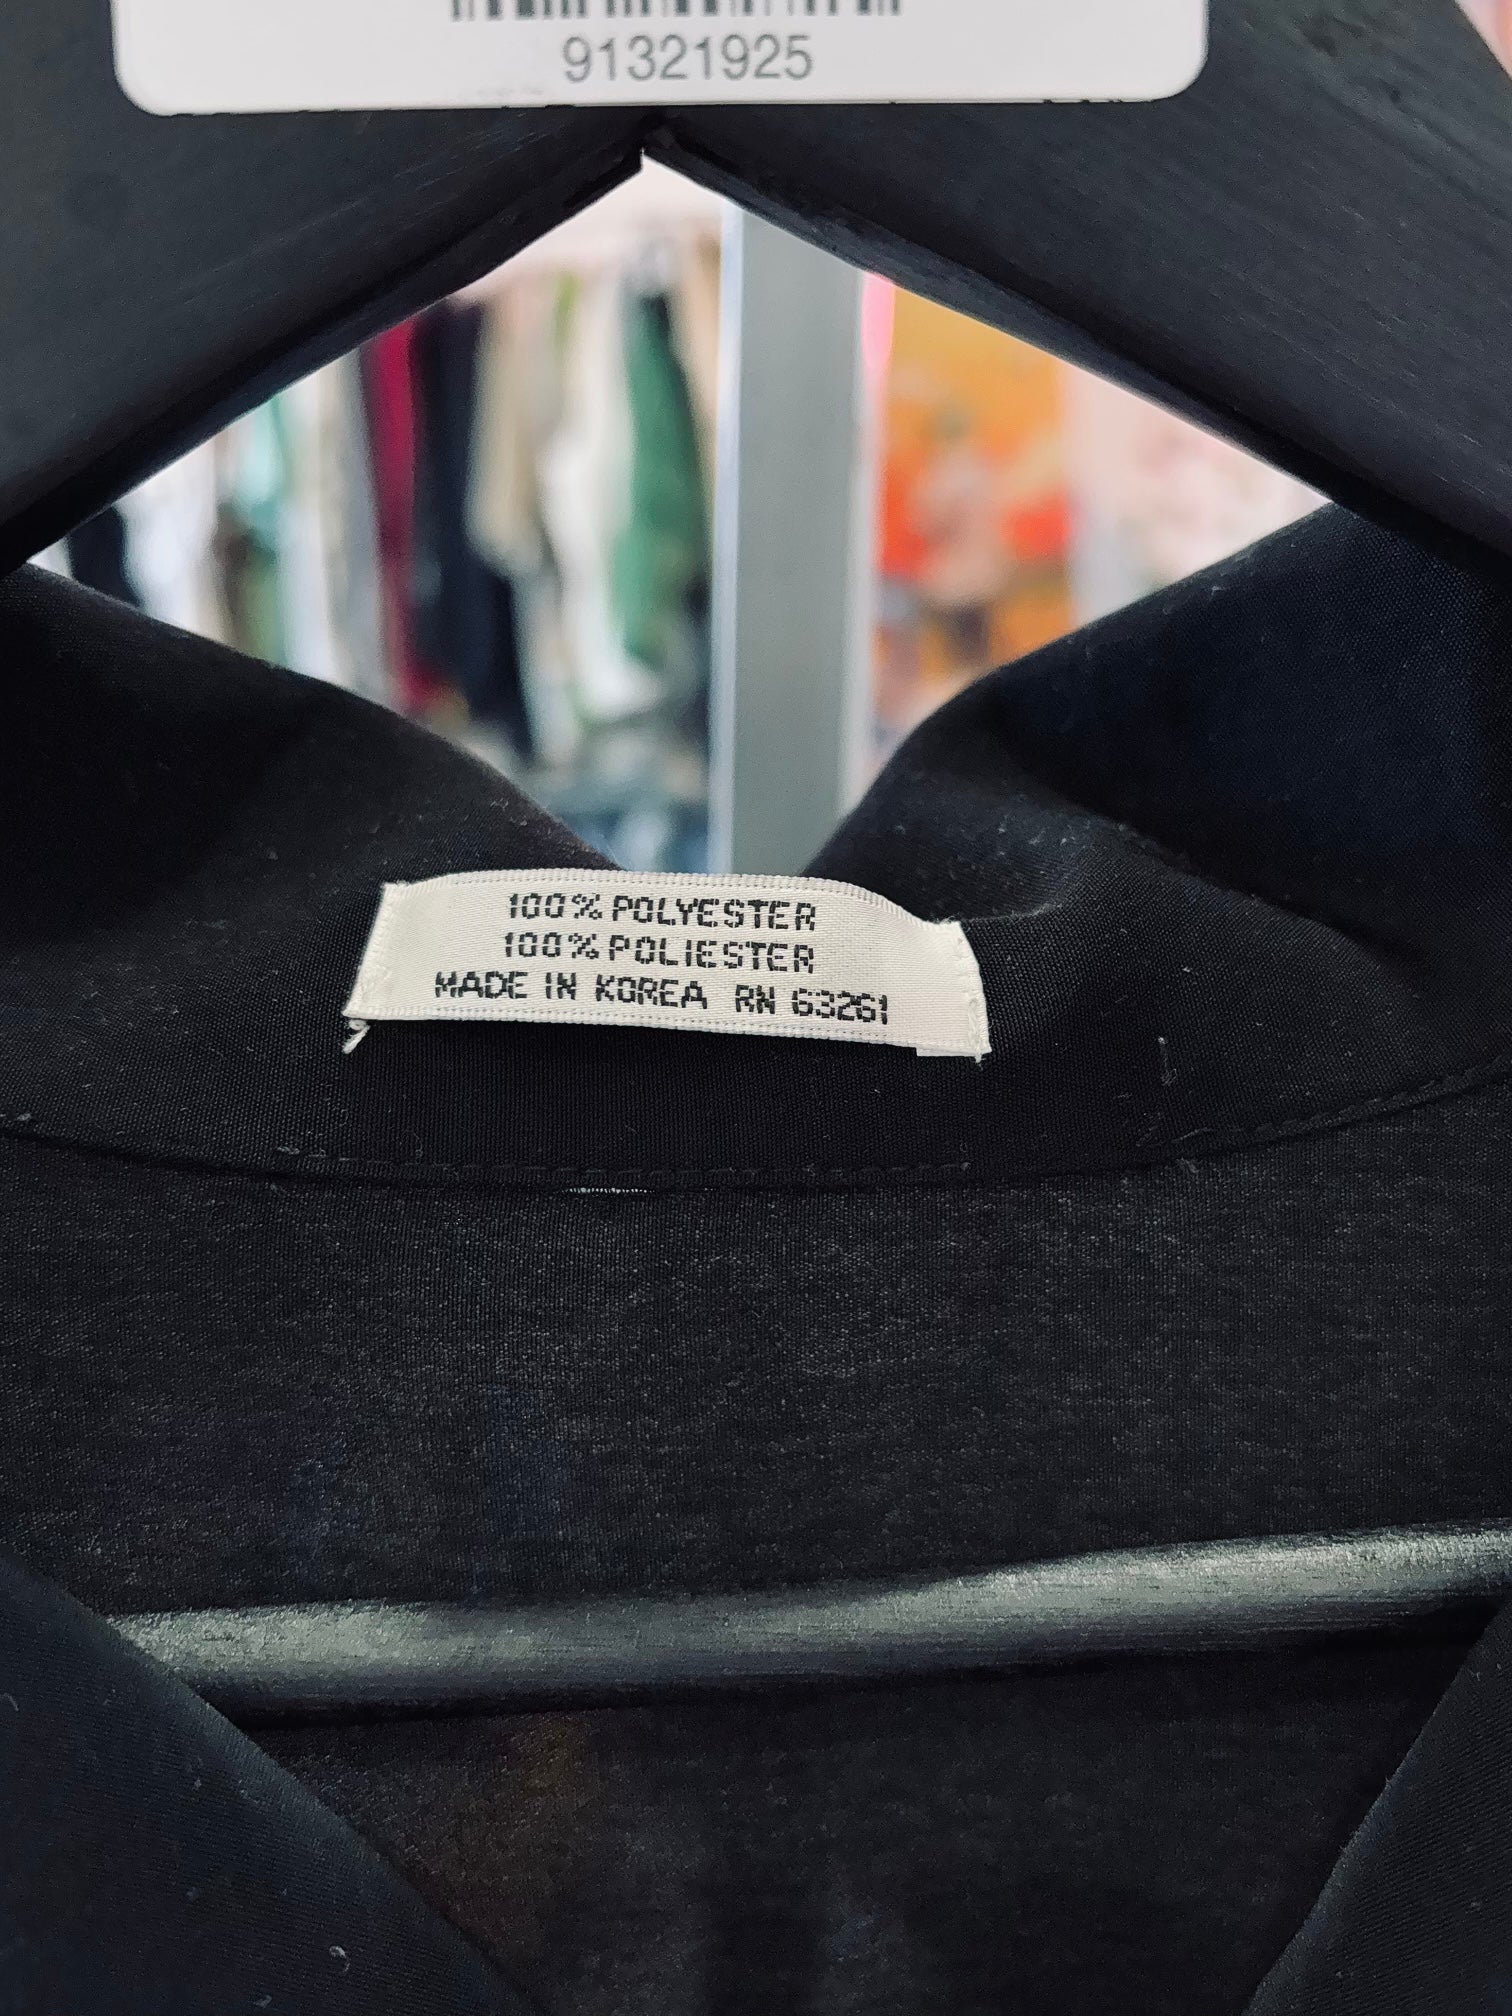 91321925
100% POLYESTER
100% POLIESTER
MADE IN KOREA RN 63261